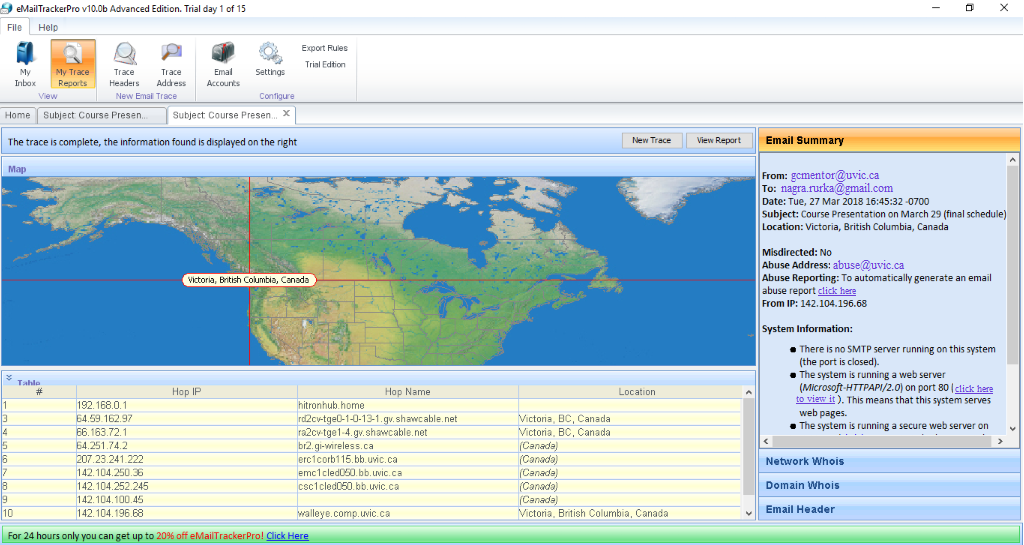 eMailTrackerPro v10.0b Advanced Edition. Trial day 1 of 15
File Help
My Inbox
My Trace Reports
Trace Headers
Trace Address
Email Accounts
Settings
Export Rules
Trial Edition
View
New Email Trace
Configure
Home
Subject: Course Presen...
Subject: Course Presen...
The trace is complete, the information found is displayed on the right
New Trace
View Report
Map
Victoria, British Columbia, Canada
Table
# Hop IP Hop Name Location
1 192.168.0.1 hitronhub.home
3 64.59.162.97 rd2cv-tge0-1-0-13-1.gv.shawcable.net Victoria, BC, Canada
4 66.163.72.1 ra2cv-tge1-4.gv.shawcable.net Victoria, BC, Canada
5 64.251.74.2 br2.gi-wireless.ca (Canada)
6 207.23.241.222 erc1corb115.bb.uvic.ca (Canada)
7 142.104.250.36 emc1cled050.bb.uvic.ca (Canada)
8 142.104.252.245 csc1cled050.bb.uvic.ca (Canada)
9 142.104.100.45 (Canada)
10 142.104.196.68 walleye.comp.uvic.ca Victoria, British Columbia, Canada
Email Summary
From: gcmentor@uvic.ca
To: nagra.rurka@gmail.com
Date: Tue, 27 Mar 2018 16:45:32 -0700
Subject: Course Presentation on March 29 (final schedule)
Location: Victoria, British Columbia, Canada
Misdirected: No
Abuse Address: abuse@uvic.ca
Abuse Reporting: To automatically generate an email
abuse report click here
From IP: 142.104.196.68
System Information:
There is no SMTP server running on this system
(the port is closed).
The system is running a web server
(Microsoft-HTTPAPI/2.0) on port 80 (click here
to view it ). This means that this system serves
web pages.
The system is running a secure web server on
Network Whois
Domain Whois
Email Header
For 24 hours only you can get up to 20% off eMailTrackerPro! Click Here